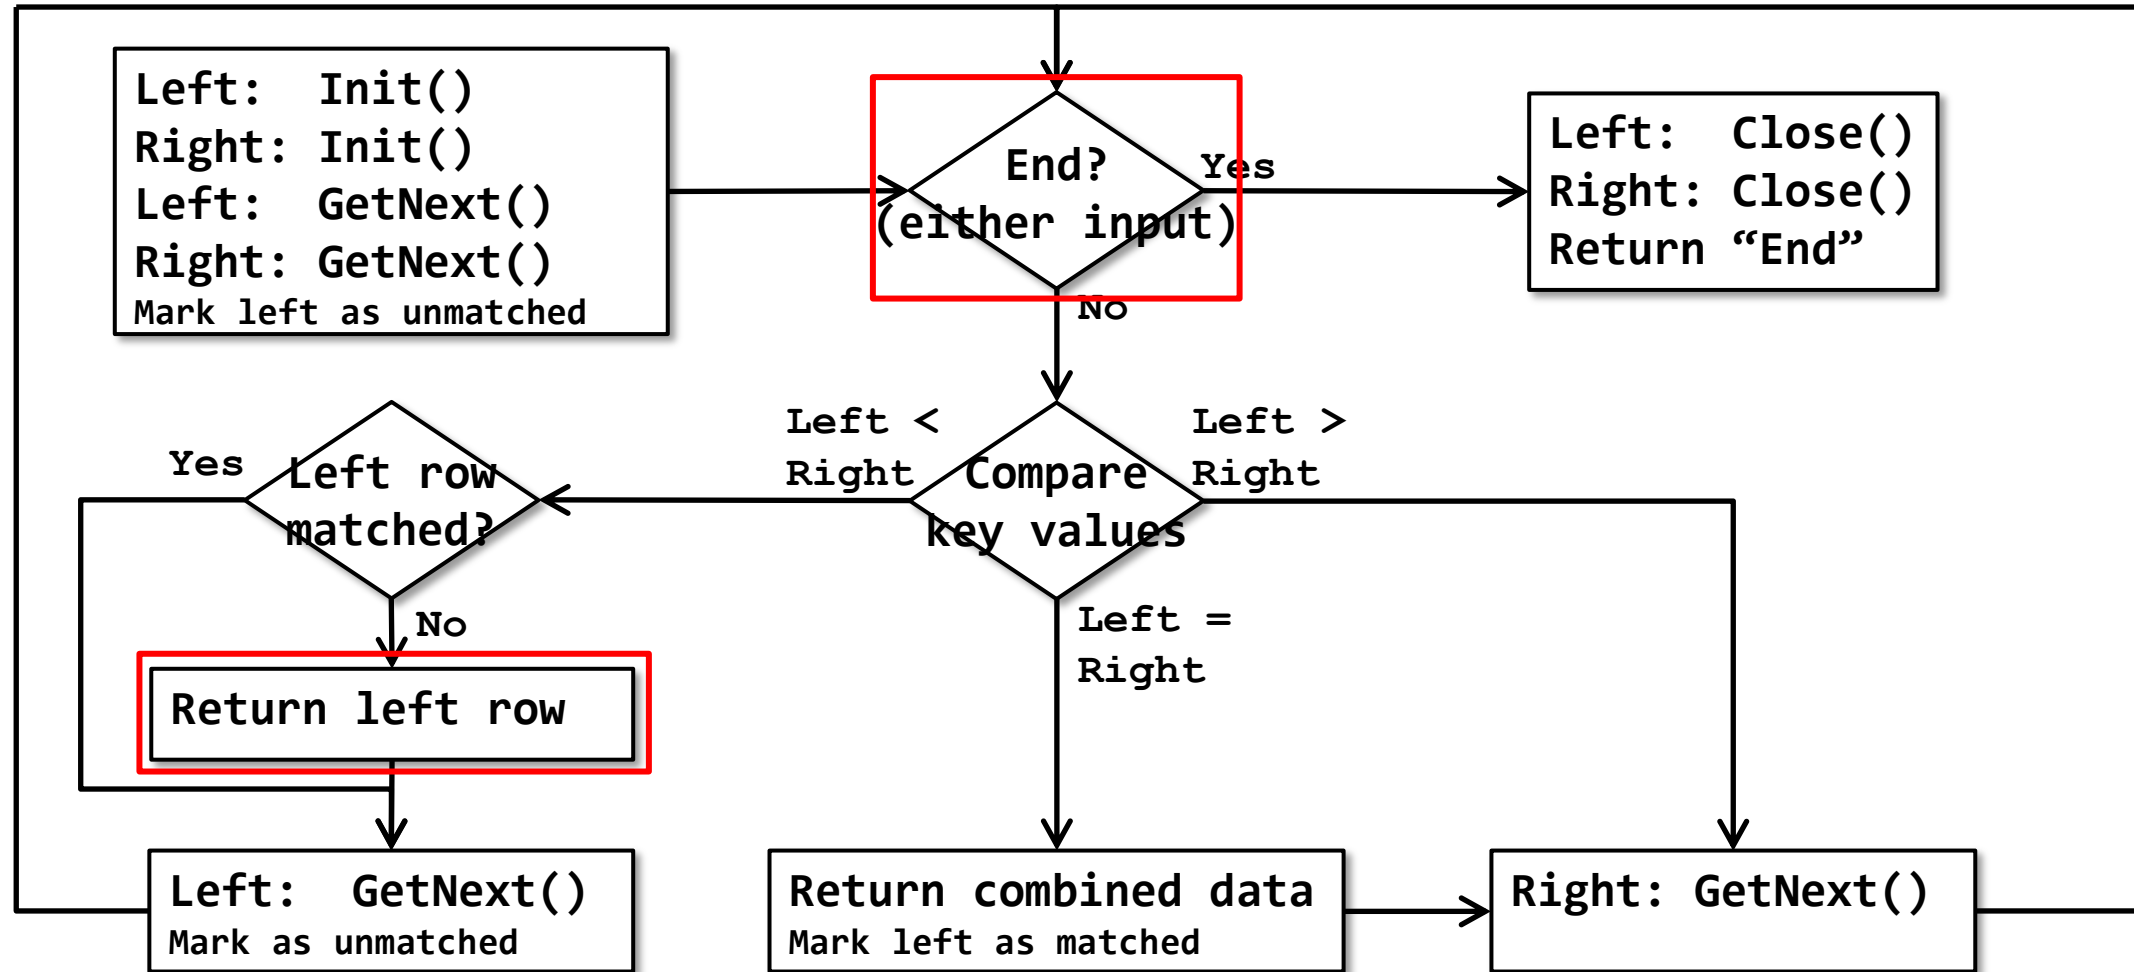 Left:  Init()
Right: Init()
Left:  GetNext()
Right: GetNext()
Mark left as unmatched
End?
(either input)
Yes
No
Left:  Close()
Right: Close()
Return “End”
Left <
Right
Left >
Right
Compare
key values
Yes
Left row
matched?
No
Left =
Right
Return left row
Left:  GetNext()
Mark as unmatched
Return combined data
Mark left as matched
Right: GetNext()